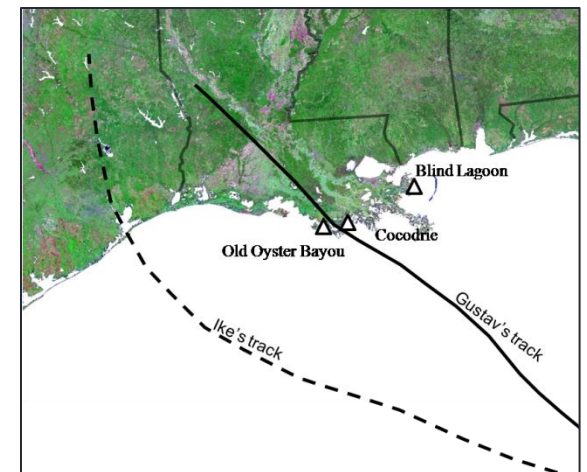 Blind Lagoon
Cocodrie
Old Oyster Bayou
Gustav's track
Ike's track